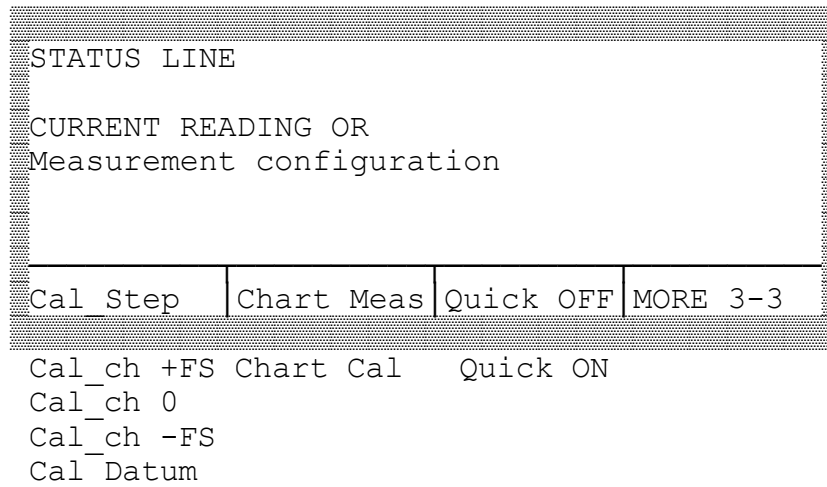 STATUS LINE
CURRENT READING OR
Measurement configuration
Cal_Step Chart Meas Quick OFF MORE 3-3
Cal_ch +FS Chart Cal Quick ON
Cal_ch 0
Cal_ch -FS
Cal_Datum